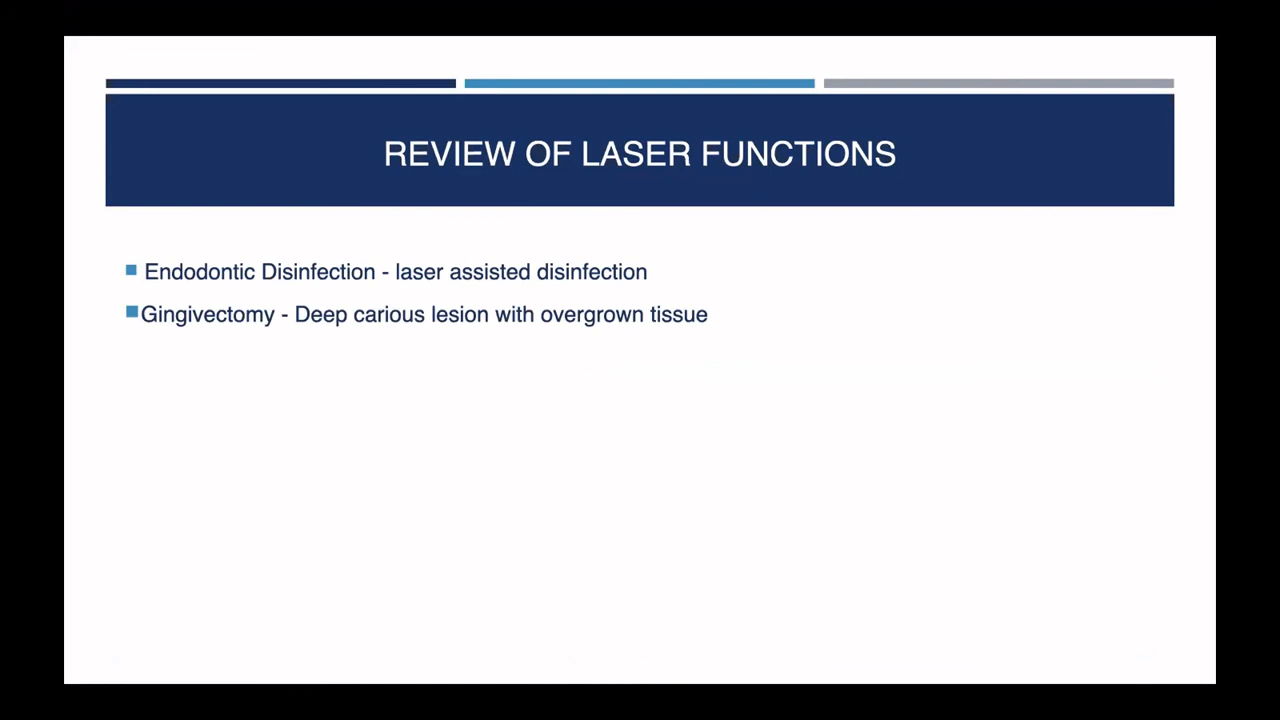 REVIEW OF LASER FUNCTIONS
Endodontic Disinfection - laser assisted disinfection
Gingivectomy - Deep carious lesion with overgrown tissue